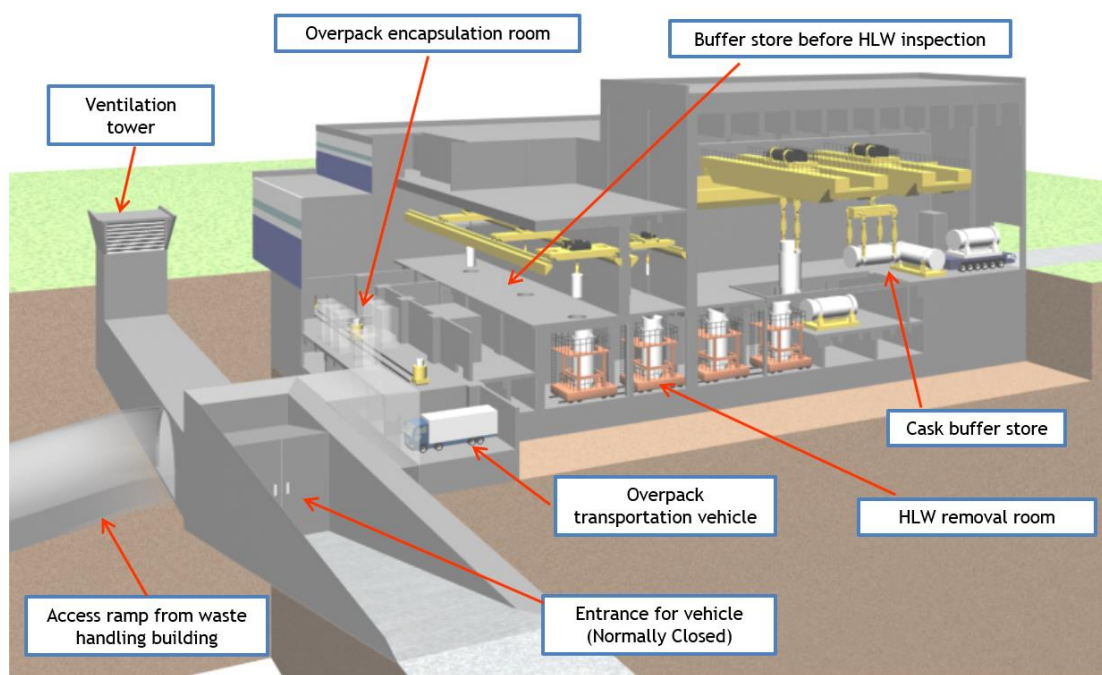 Overpack encapsulation room
Buffer store before HLW inspection
Ventilation
tower
Cask buffer store
Overpack
transportation vehicle
HLW removal room
Access ramp from waste
handling building
Entrance for vehicle
(Normally Closed)